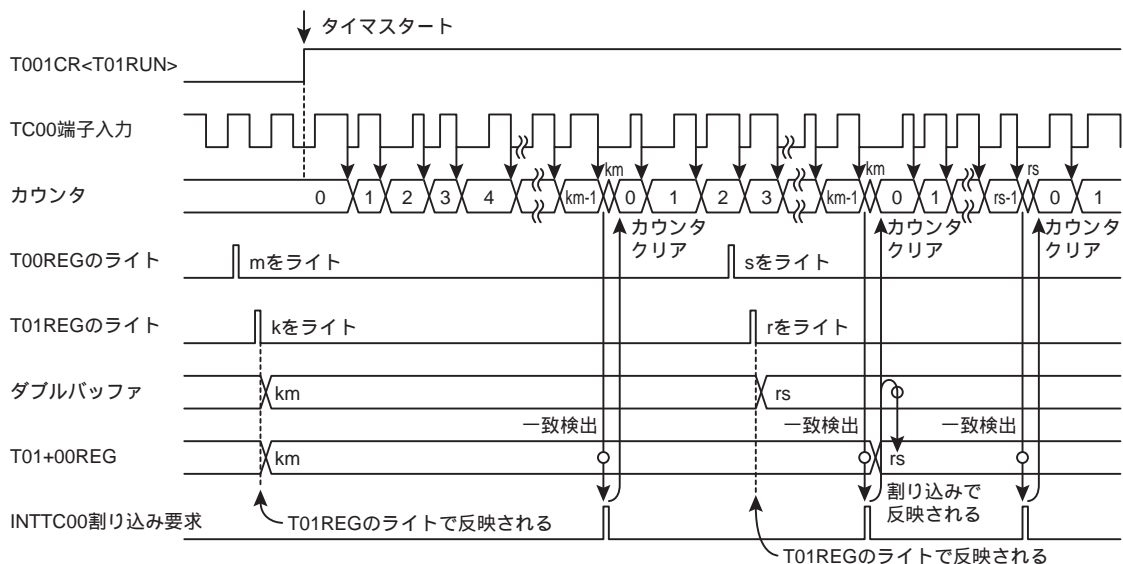 タイマスタート
T001CR<T01RUN>
TC00端子入力
カウンタ
0 1 2 3 4 km-1 km 0 1 2 3 km-1 km 0 1 rs-1 rs 0 1
カウンタ
クリア
カウンタ
クリア
カウンタ
クリア
T00REGのライト
mをライト
sをライト
T01REGのライト
kをライト
rをライト
ダブルバッファ
km
rs
一致検出
一致検出
一致検出
T01+00REG
km
rs
割り込みで
反映される
INTTC00割り込み要求
T01REGのライトで反映される
T01REGのライトで反映される